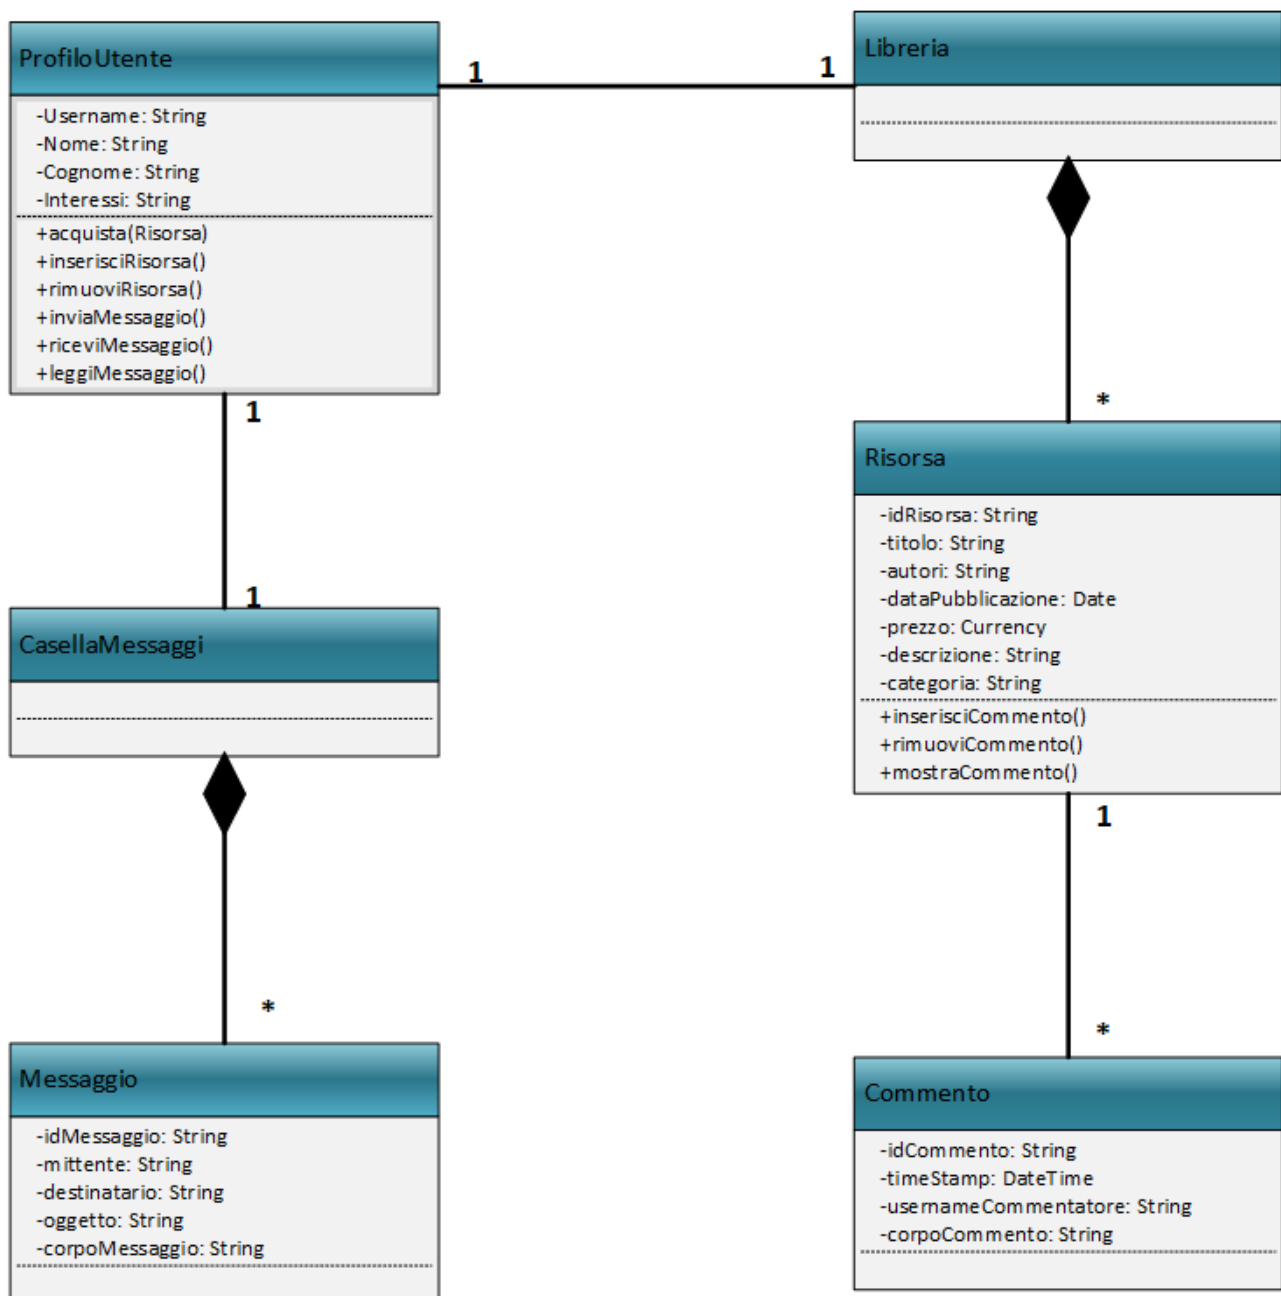 ProfiloUtente
-Username: String
-Nome: String
-Cognome: String
-Interessi: String
+acquista(Risorsa)
+inserisciRisorsa()
+rimuoviRisorsa()
+inviaMessaggio()
+riceviMessaggio()
+leggiMessaggio()
1
1
Libreria
1
1
CasellaMessaggi
*
Risorsa
-idRisorsa: String
-titolo: String
-autori: String
-dataPubblicazione: Date
-prezzo: Currency
-descrizione: String
-categoria: String
+inserisciCommento()
+rimuoviCommento()
+mostraCommento()
*
Messaggio
-idMessaggio: String
-mittente: String
-destinatario: String
-oggetto: String
-corpoMessaggio: String
1
*
Commento
-idCommento: String
-timeStamp: DateTime
-usernameCommentatore: String
-corpoCommento: String